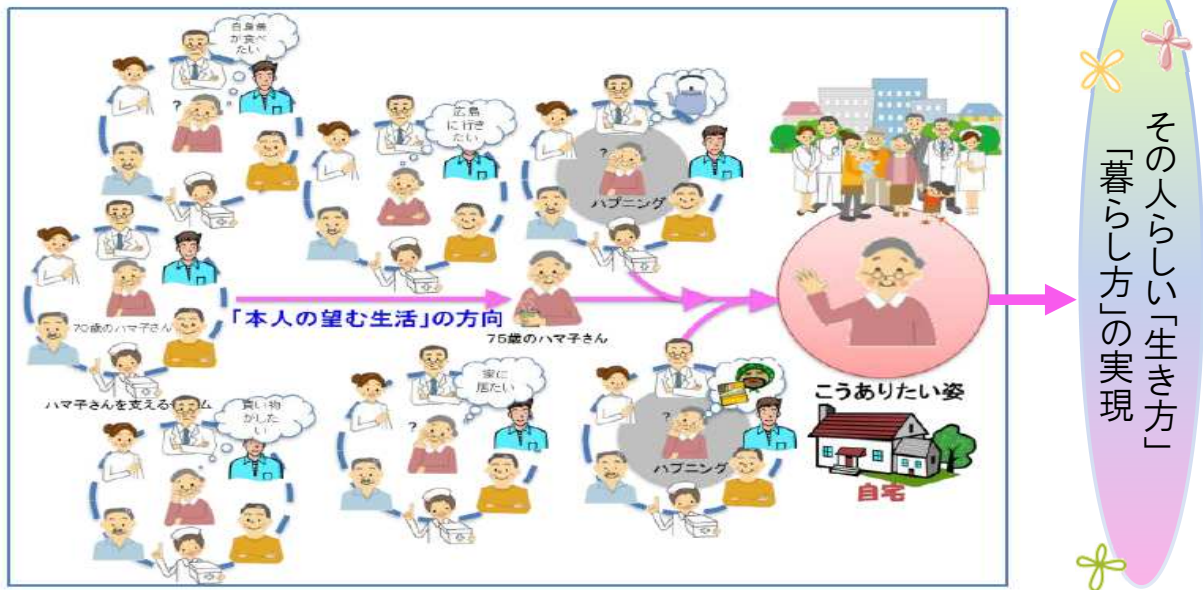 白身魚
が食べ
たい
?
広島
に行き
たい
?
ハプニング
70歳のハマ子さん
「本人の望む生活」の方向
75歳のハマ子さん
ハマ子さんを支える
買い物
がした
い
?
家に
居たい
?
ハプニング
こうありたい姿
自宅
その人らしい「生き方」
「暮らし方」の実現